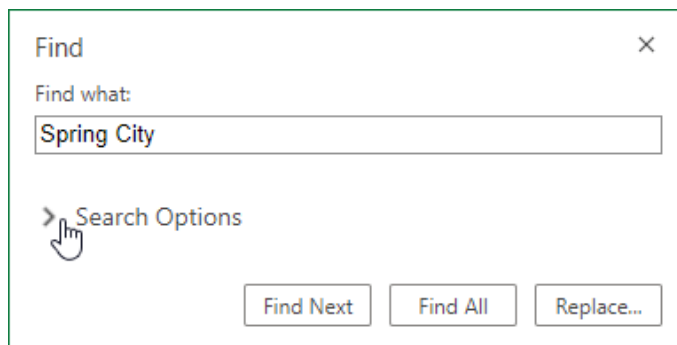 Find
Find what:
Spring City
Search Options
Find Next Find All Replace...